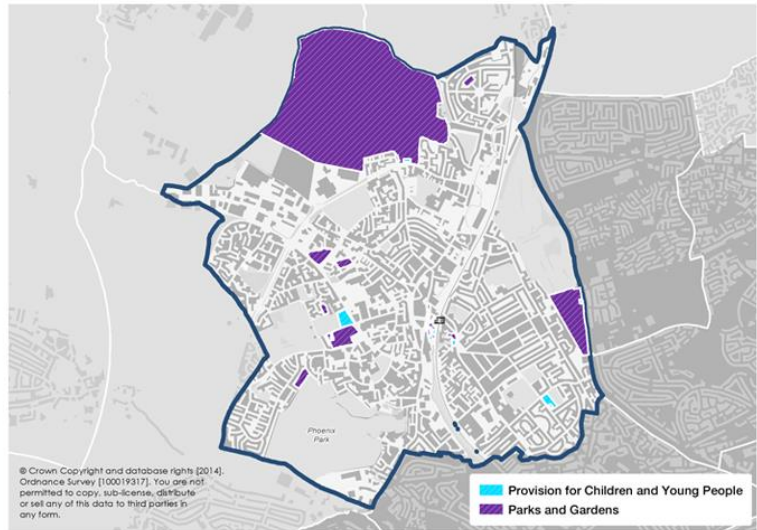 Phoenix
Park
© Crown Copyright and database rights [2014].
Ordnance Survey [100019317]. You are not
permitted to copy, sub-license, distribute
or sell any of this data to third parties in
any form.
Provision for Children and Young People
Parks and Gardens